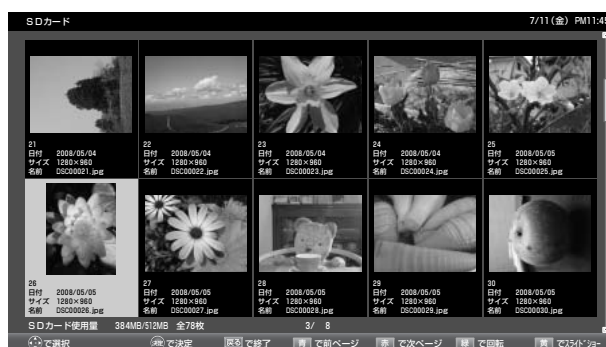 SDカード 7/11(金) PM11:45
21
日付 2008/05/04
サイズ 1280×960
名前 DSC00021.jpg
22
日付 2008/05/04
サイズ 1280×960
名前 DSC00022.jpg
23
日付 2008/05/04
サイズ 1280×960
名前 DSC00023.jpg
24
日付 2008/05/04
サイズ 1280×960
名前 DSC00024.jpg
25
日付 2008/05/05
サイズ 1280×960
名前 DSC00025.jpg
26
日付 2008/05/05
サイズ 1280×960
名前 DSC00026.jpg
27
日付 2008/05/05
サイズ 1280×960
名前 DSC00027.jpg
28
日付 2008/05/05
サイズ 1280×960
名前 DSC00028.jpg
29
日付 2008/05/05
サイズ 1280×960
名前 DSC00029.jpg
30
日付 2008/05/05
サイズ 1280×960
名前 DSC00030.jpg
SDカード使用量 384MB/512MB 全78枚 3/ 8
で選択 決定 で決定 戻る で終了 青 で前ページ 赤 で次ページ 緑 で回転 黄 でスライドショー